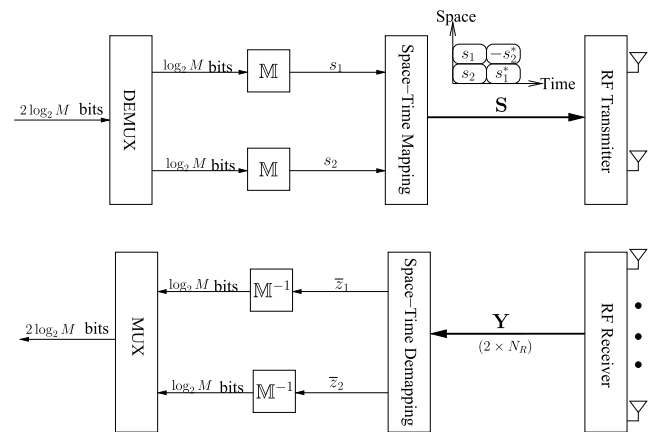 Space
s₁ −s₂*
s₂ s₁*
Time
log₂ M bits
𝕄
s₁
2 log₂ M bits
DEMUX
Space−Time Mapping
S
RF Transmitter
log₂ M bits
𝕄
s₂
log₂ M bits
𝕄⁻¹
z̅₁
2 log₂ M bits
MUX
Space−Time Demapping
Y
(2 × N_R)
RF Receiver
log₂ M bits
𝕄⁻¹
z̅₂